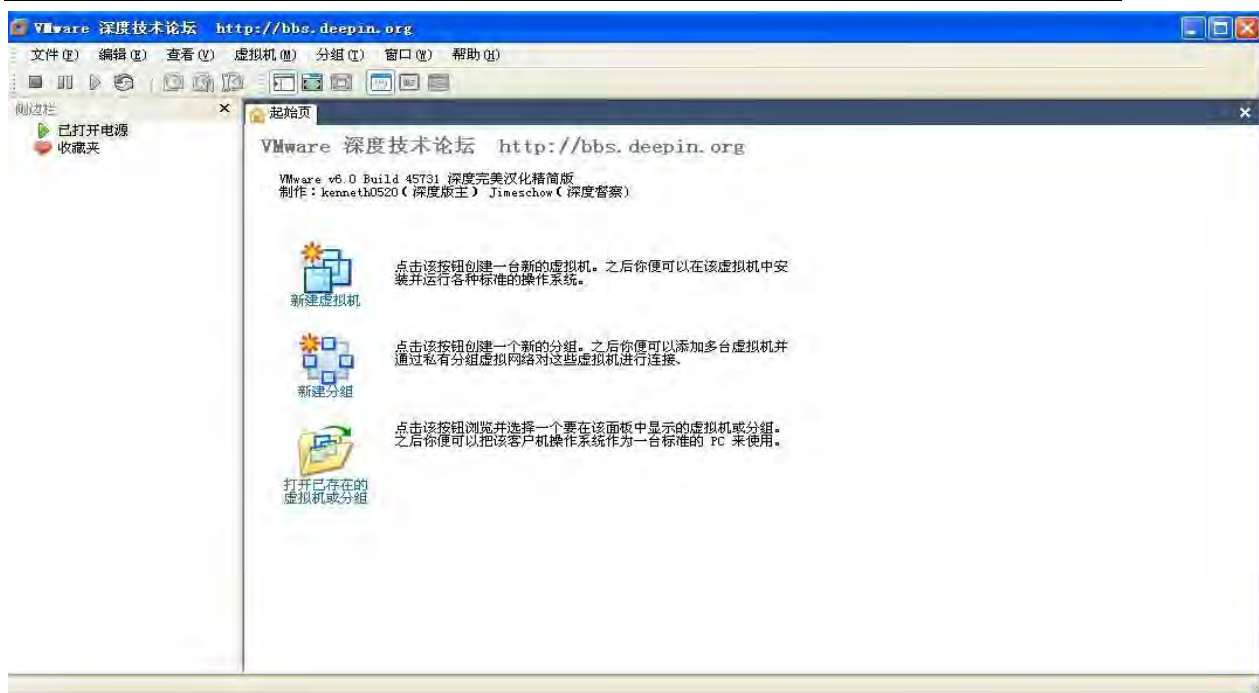 VMware 深度技术论坛 http://bbs.deepin.org
文件(F) 编辑(E) 查看(V) 虚拟机(M) 分组(T) 窗口(W) 帮助(H)
侧边栏
已打开电源
收藏夹
起始页
VMware 深度技术论坛 http://bbs.deepin.org
VMware v6.0 Build 45731 深度完美汉化精简版
制作：kenneth0520（深度版主） Jimeschow（深度督察）
点击该按钮创建一台新的虚拟机。之后你便可以在该虚拟机中安
装并运行各种标准的操作系统。
新建虚拟机
点击该按钮创建一个新的分组。之后你便可以添加多台虚拟机并
通过私有分组虚拟网络对这些虚拟机进行连接、
新建分组
点击该按钮浏览并选择一个要在该面板中显示的虚拟机或分组。
之后你便可以把该客户机操作系统作为一台标准的 PC 来使用。
打开已存在的
虚拟机或分组